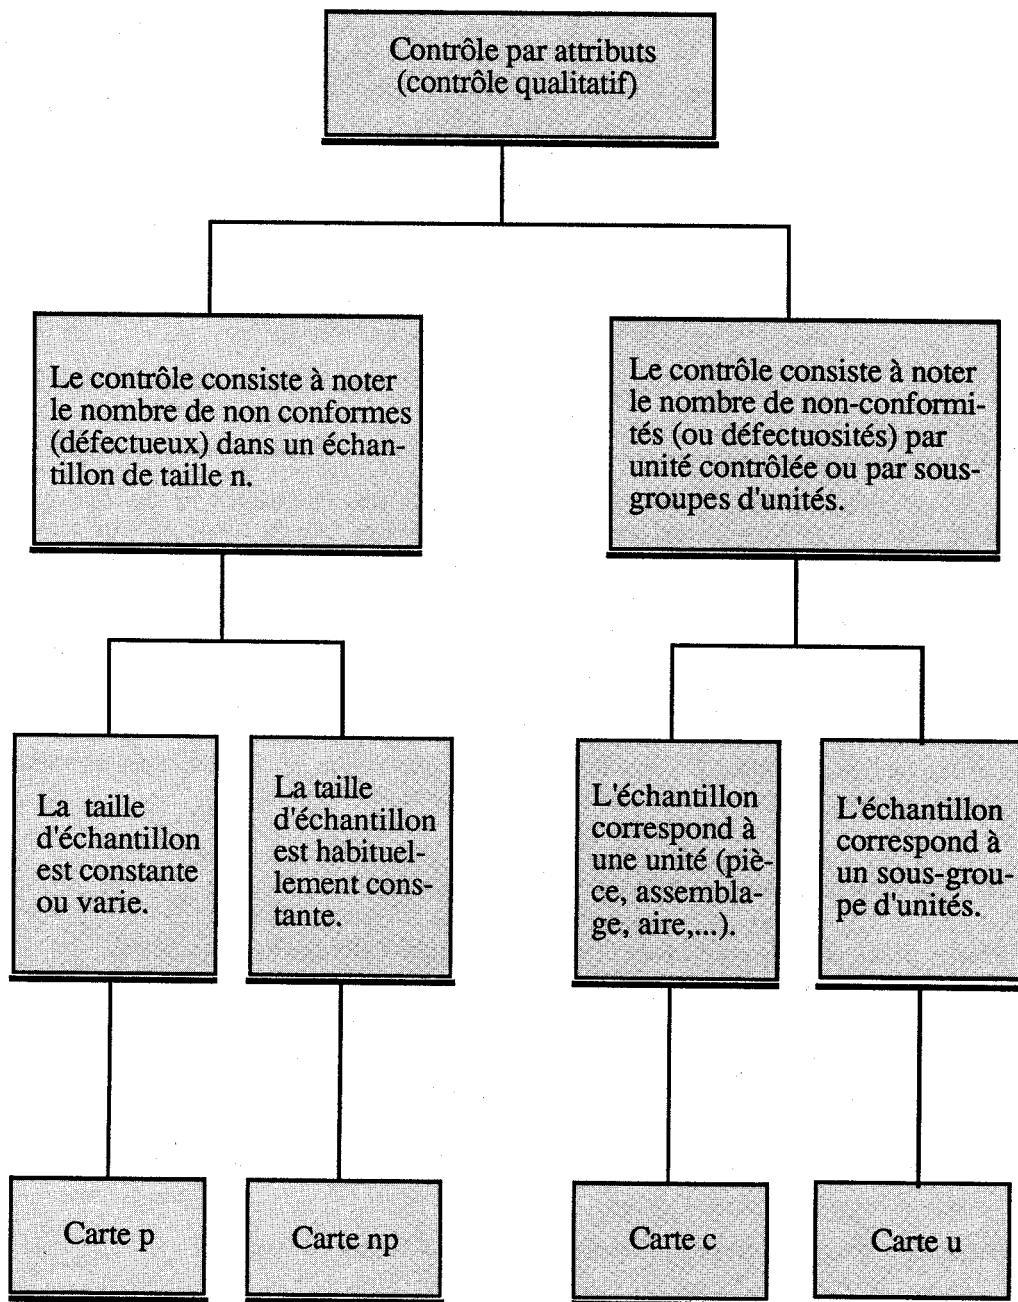 Contrôle par attributs
(contrôle qualitatif)
Le contrôle consiste à noter
le nombre de non conformes
(défectueux) dans un échan-
tillon de taille n.
Le contrôle consiste à noter
le nombre de non-conformi-
tés (ou défectuosités) par
unité contrôlée ou par sous-
groupes d'unités.
La taille
d'échantillon
est constante
ou varie.
La taille
d'échantillon
est habituel-
lement cons-
tante.
L'échantillon
correspond à
une unité (piè-
ce, assembla-
ge, aire,...).
L'échantillon
correspond à
un sous-grou-
pe d'unités.
Carte p
Carte np
Carte c
Carte u